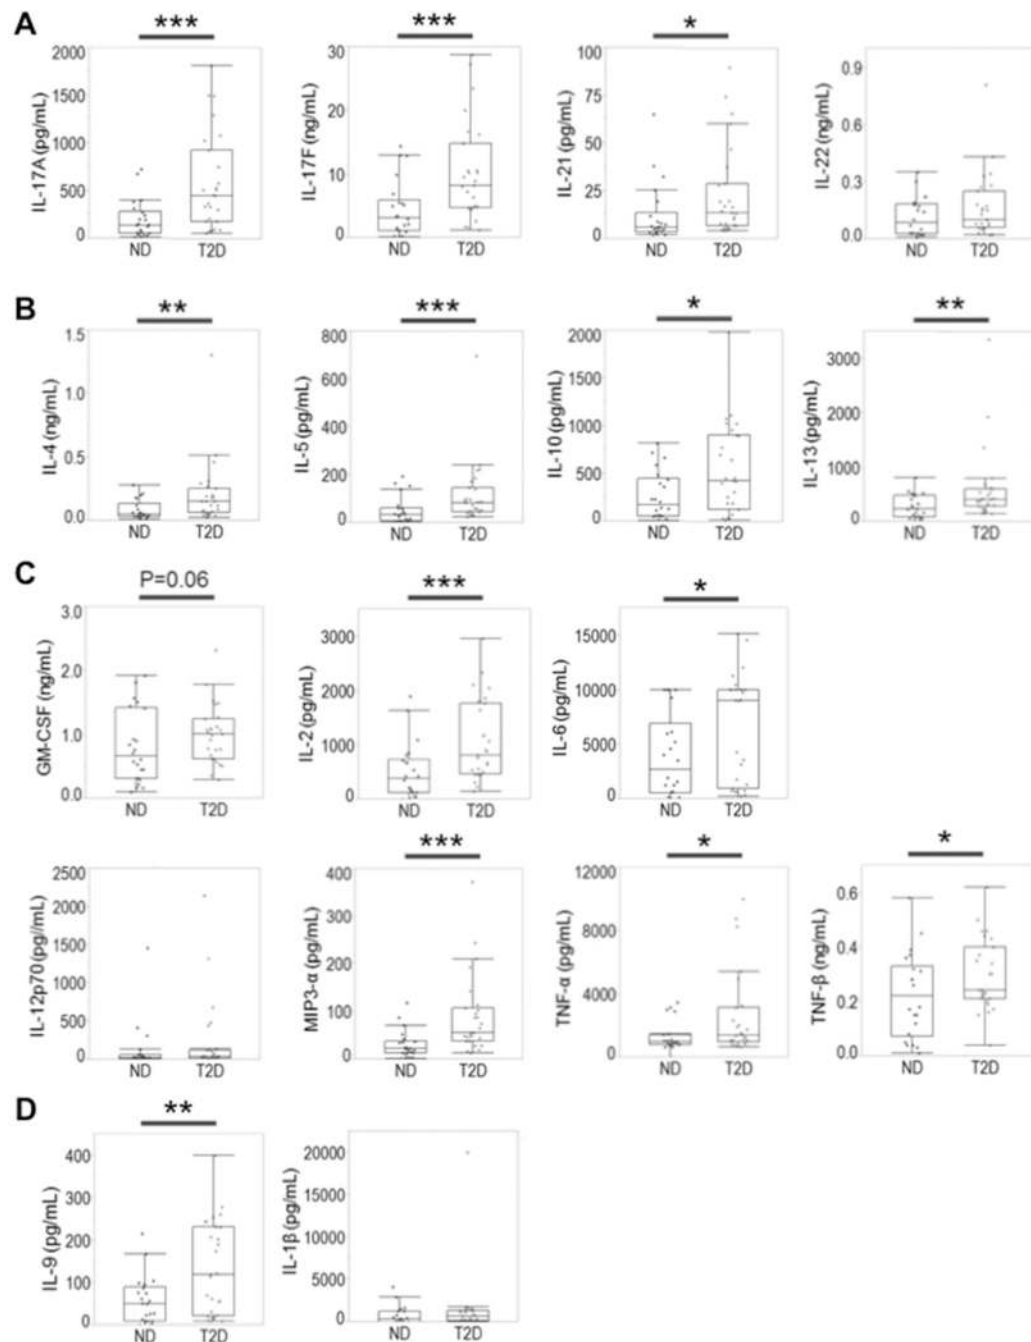 A
*** *** *
IL-17A (pg/mL)
2000
1500
1000
500
0
ND T2D
IL-17F (ng/mL)
30
20
10
0
ND T2D
IL-21 (pg/mL)
100
75
50
25
0
ND T2D
IL-22 (ng/mL)
0.9
0.6
0.3
0.0
ND T2D
B
** *** * **
IL-4 (ng/mL)
1.5
1.0
0.5
0.0
ND T2D
IL-5 (pg/mL)
800
600
400
200
0
ND T2D
IL-10 (pg/mL)
2000
1500
1000
500
0
ND T2D
IL-13 (pg/mL)
3000
2000
1000
0
ND T2D
C
P=0.06 *** *
GM-CSF (ng/mL)
3.0
2.0
1.0
0.0
ND T2D
IL-2 (pg/mL)
3000
2000
1000
0
ND T2D
IL-6 (pg/mL)
15000
10000
5000
0
ND T2D
*** * *
IL-12p70 (pg//mL)
2500
2000
1500
1000
500
0
ND T2D
MIP3-α (pg/mL)
400
300
200
100
0
ND T2D
TNF-α (pg/mL)
12000
8000
4000
0
ND T2D
TNF-β (ng/mL)
0.6
0.4
0.2
0.0
ND T2D
D
**
IL-9 (pg/mL)
400
300
200
100
0
ND T2D
IL-1β (pg/mL)
20000
15000
10000
5000
0
ND T2D